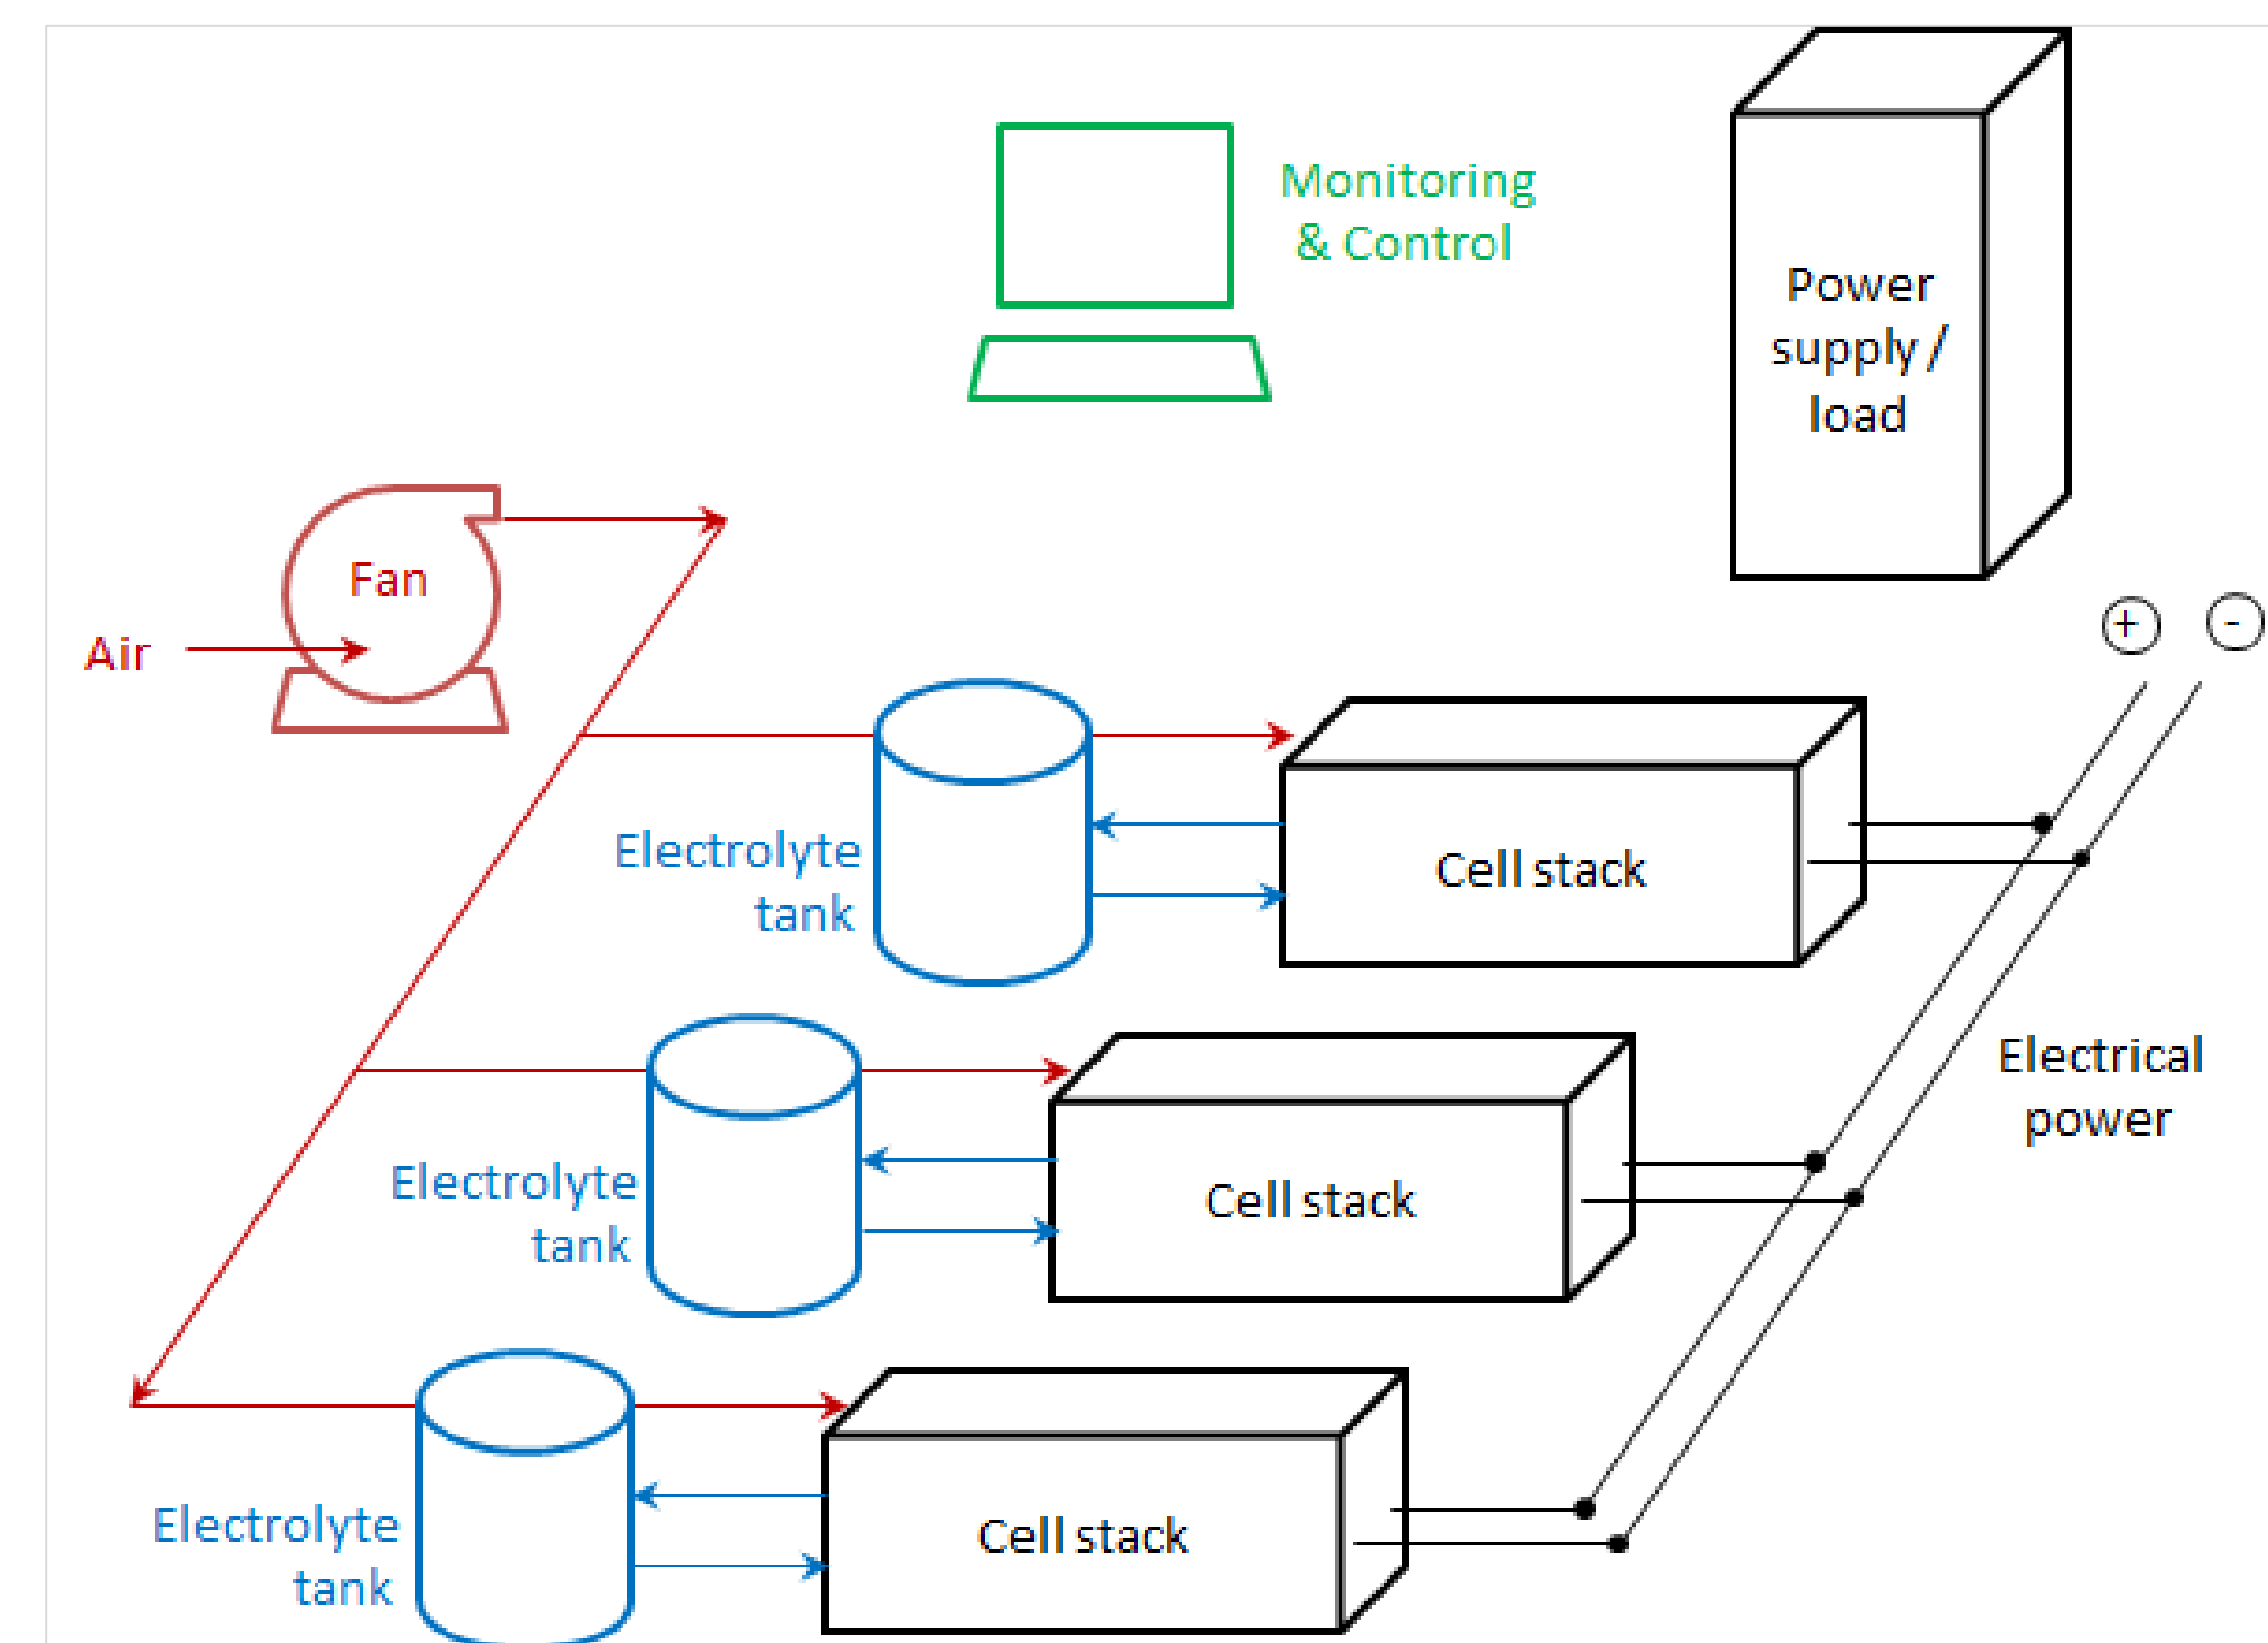 Monitoring
& Control
Power
supply /
load
Fan
Air
+ -
Electrolyte
tank
Cell stack
Electrical
power
Electrolyte
tank
Cell stack
Electrolyte
tank
Cell stack